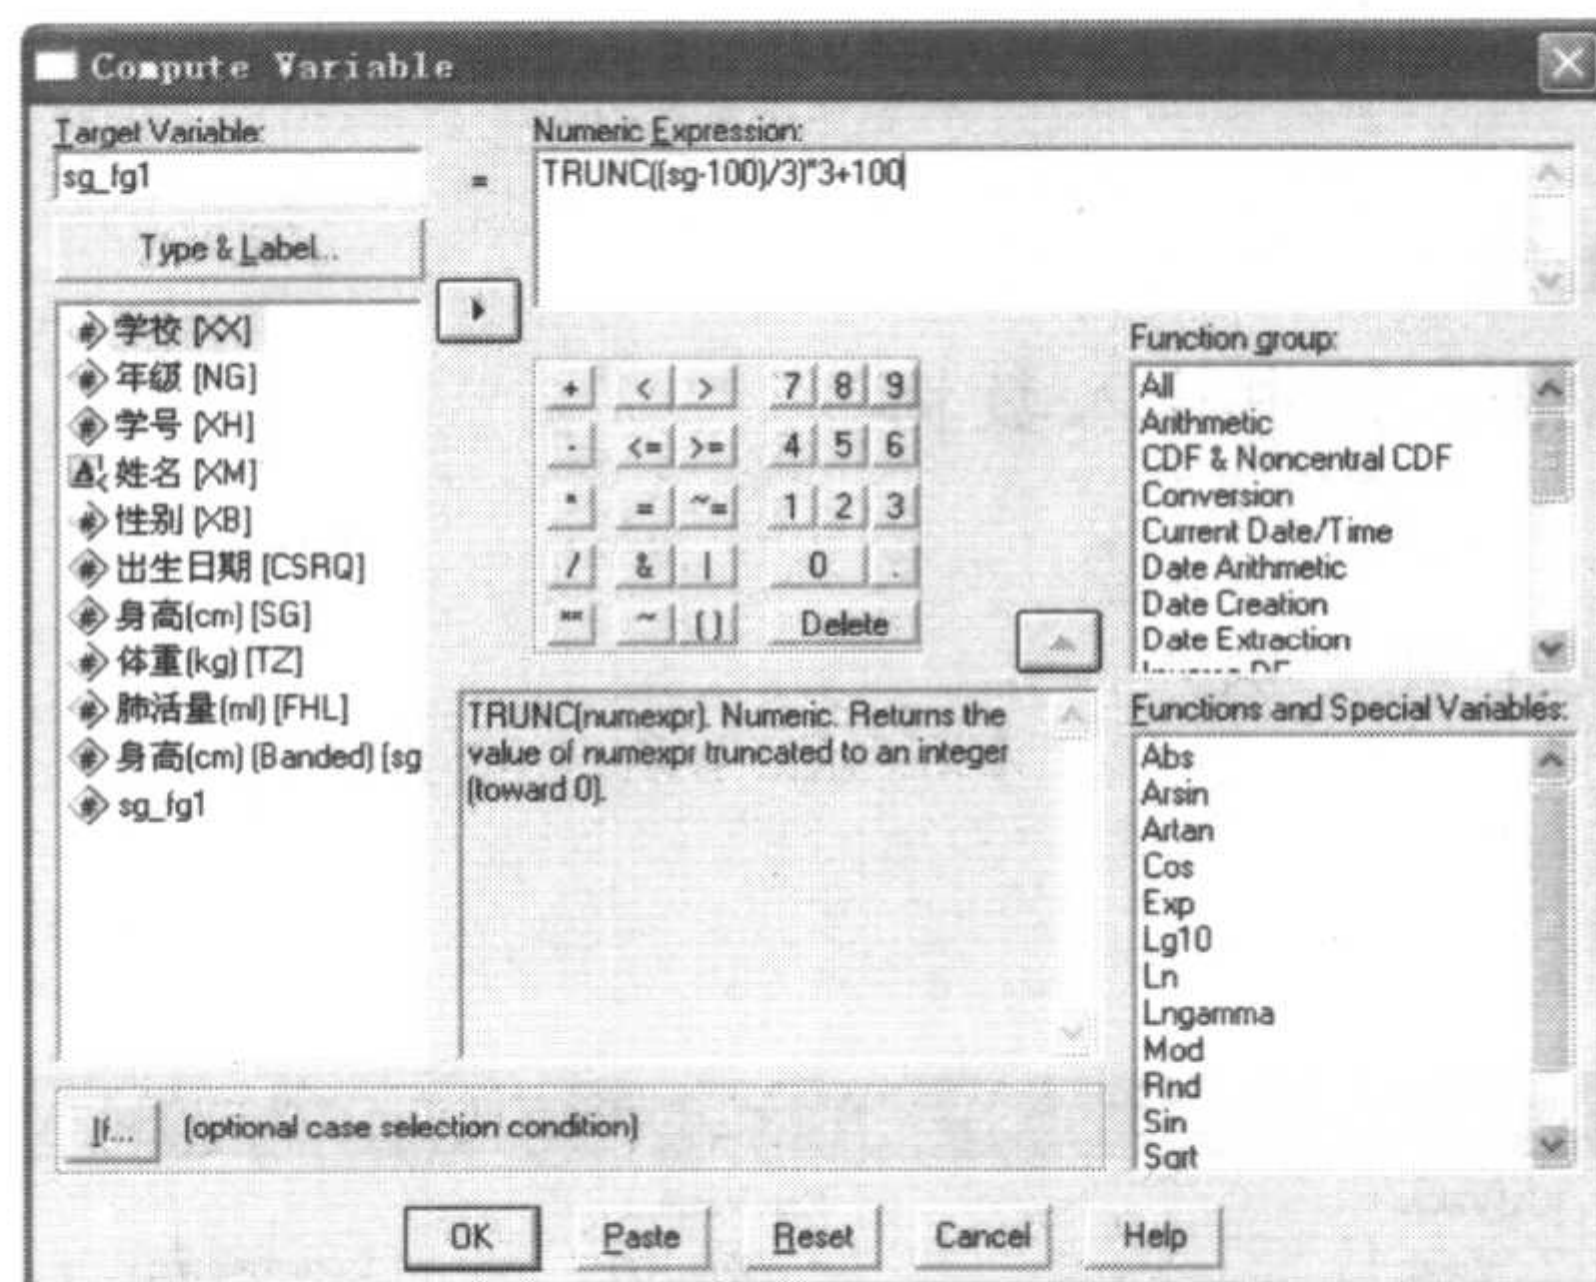 Compute Variable
Target Variable:
sg_fg1
=
Numeric Expression:
TRUNC((sg-100)/3)*3+100
Type & Label...
学校 [XX]
年级 [NG]
学号 [XH]
姓名 [XM]
性别 [XB]
出生日期 [CSRQ]
身高(cm) [SG]
体重(kg) [TZ]
肺活量(ml) [FHL]
身高(cm) (Banded) [sg
sg_fg1
+ < > 7 8 9
- <= >= 4 5 6
* = ~= 1 2 3
/ & | 0 .
** ~ () Delete
Function group:
All
Arithmetic
CDF & Noncentral CDF
Conversion
Current Date/Time
Date Arithmetic
Date Creation
Date Extraction
TRUNC(numexpr). Numeric. Returns the
value of numexpr truncated to an integer
(toward 0).
Functions and Special Variables:
Abs
Arsin
Artan
Cos
Exp
Lg10
Ln
Lngamma
Mod
Rnd
Sin
Sqrt
If...
(optional case selection condition)
OK
Paste
Reset
Cancel
Help